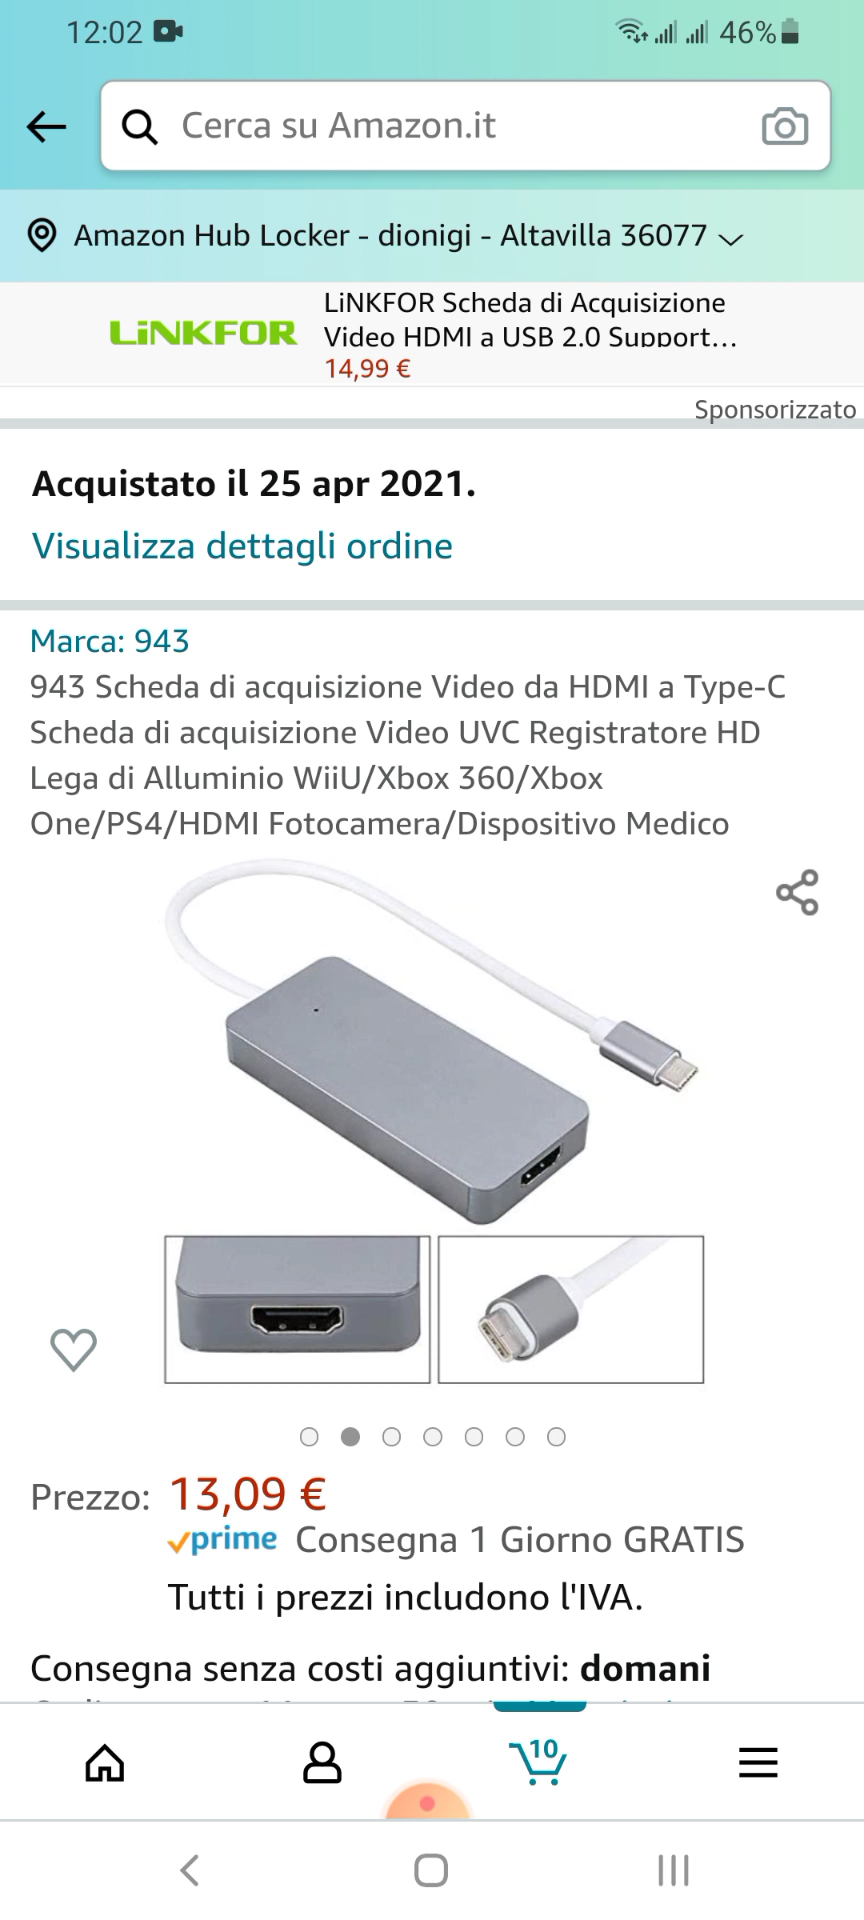 12:02
46%
Cerca su Amazon.it
Amazon Hub Locker - dionigi - Altavilla 36077
LiNKFOR
LiNKFOR Scheda di Acquisizione
Video HDMI a USB 2.0 Support...
14,99 €
Sponsorizzato
Acquistato il 25 apr 2021.
Visualizza dettagli ordine
Marca: 943
943 Scheda di acquisizione Video da HDMI a Type-C
Scheda di acquisizione Video UVC Registratore HD
Lega di Alluminio WiiU/Xbox 360/Xbox
One/PS4/HDMI Fotocamera/Dispositivo Medico
Prezzo: 13,09 €
prime Consegna 1 Giorno GRATIS
Tutti i prezzi includono l'IVA.
Consegna senza costi aggiuntivi: domani
10